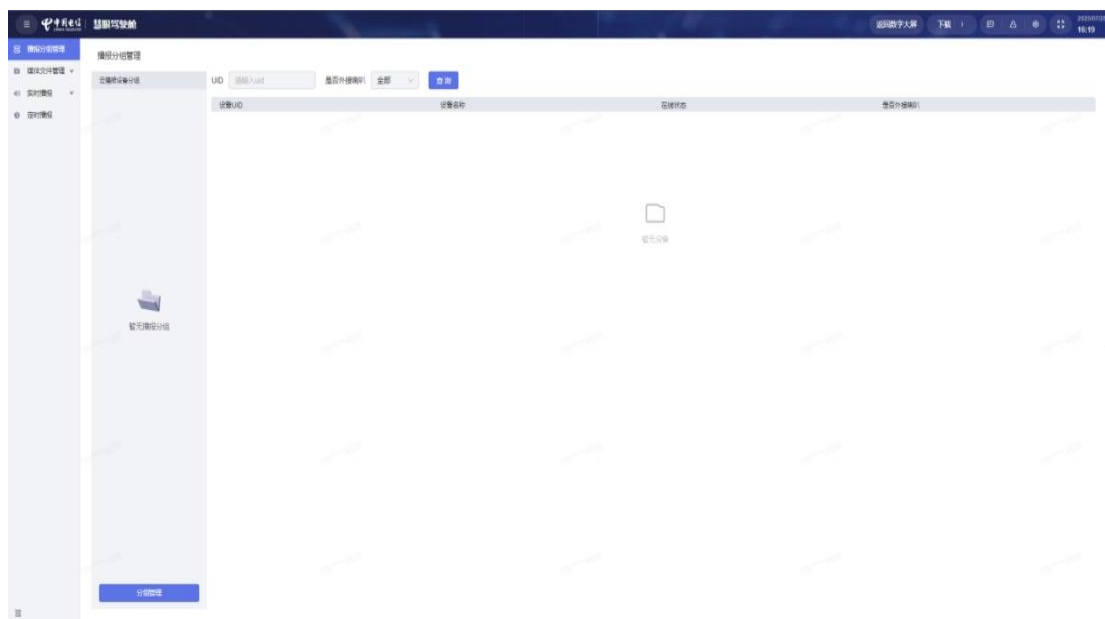 中国电信 慧眼驾驶舱
返回数字大屏 下载
16:19
播报分组管理
媒体文件管理
实时播报
定时播报
播报分组管理
云播报设备分组
UID 请输入uid 是否外接喇叭 全部 查询
设备UID 设备名称 在线状态 是否外接喇叭
暂无设备
暂无播报分组
分组管理